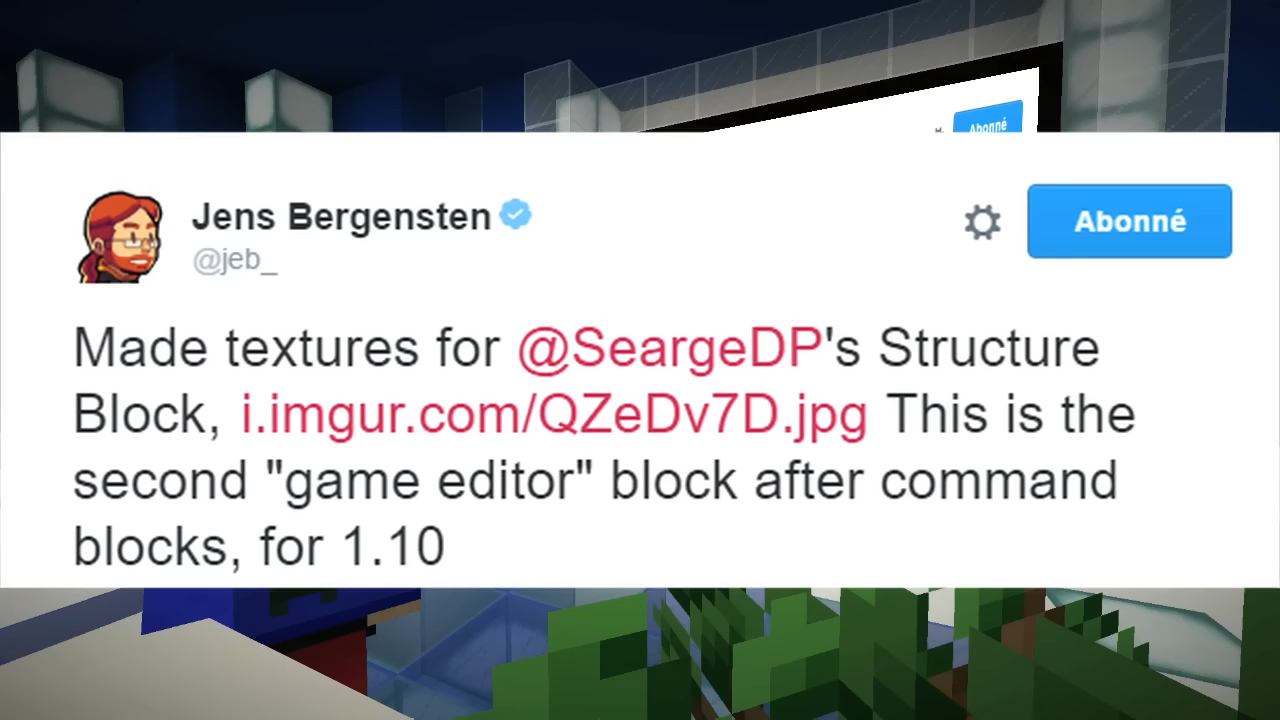 Abonné
Jens Bergensten
@jeb_
Abonné
Made textures for @SeargeDP's Structure
Block, i.imgur.com/QZeDv7D.jpg This is the
second "game editor" block after command
blocks, for 1.10